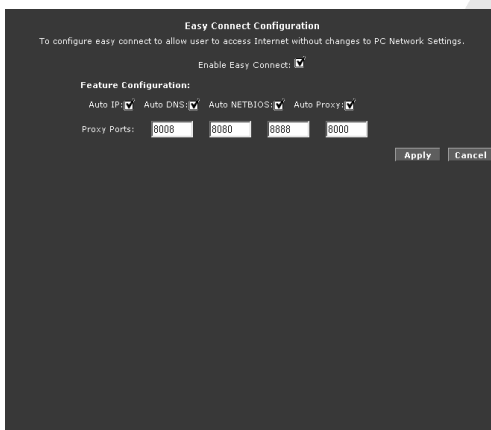 Easy Connect Configuration
To configure easy connect to allow user to access Internet without changes to PC Network Settings.
Enable Easy Connect:
Feature Configuration:
Auto IP: Auto DNS: Auto NETBIOS: Auto Proxy:
Proxy Ports: 8008 8080 8888 8000
Apply Cancel